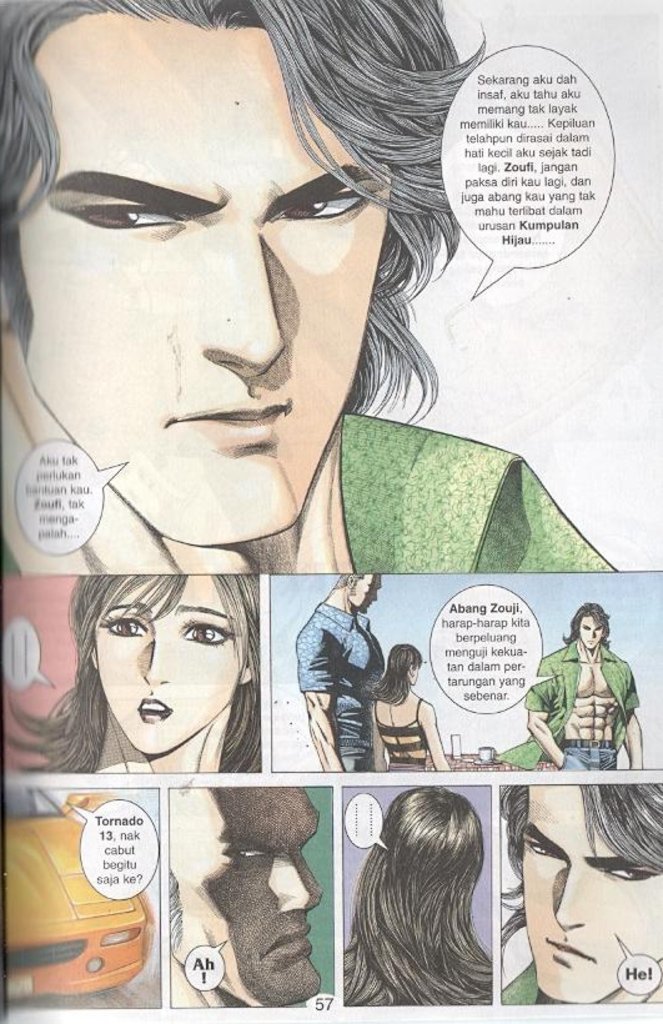 Sekarang aku dah
insaf, aku tahu aku
memang tak layak
memiliki kau..... Kepiluan
telahpun dirasai dalam
hati kecil aku sejak tadi
lagi. Zoufi, jangan
paksa diri kau lagi, dan
juga abang kau yang tak
mahu terlibat dalam
urusan Kumpulan
Hijau.......
Aku tak
perlukan
bantuan kau.
Zoufi, tak
menga-
palah....
!!
Abang Zouji,
harap-harap kita
berpeluang
menguji kekua-
tan dalam per-
tarungan yang
sebenar.
Tornado
13, nak
cabut
begitu
saja ke?
Ah
!
He!
57